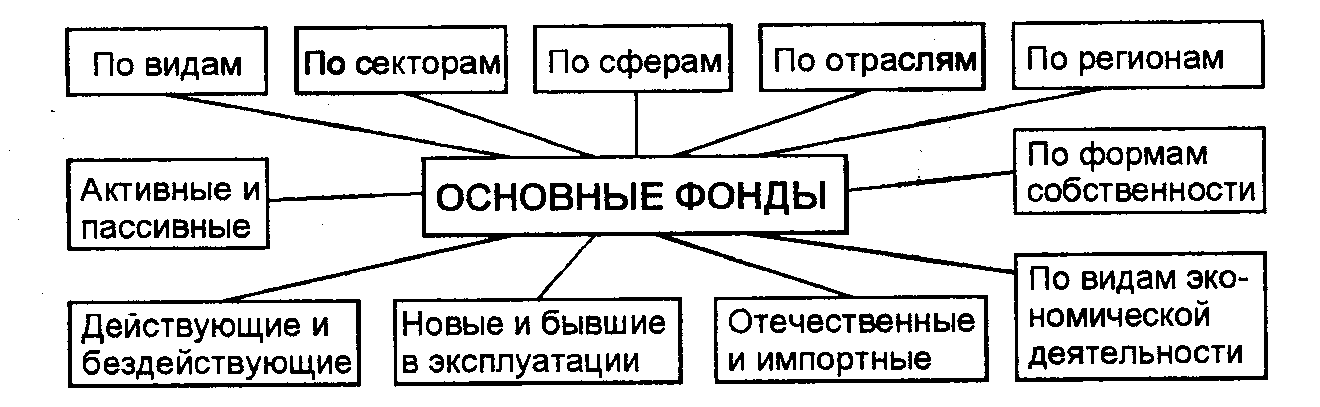 По видам
По секторам
По сферам
По отраслям
По регионам
Активные и
пассивные
ОСНОВНЫЕ ФОНДЫ
По формам
собственности
Действующие и
бездействующие
Новые и бывшие
в эксплуатации
Отечественные
и импортные
По видам эко-
номической
деятельности